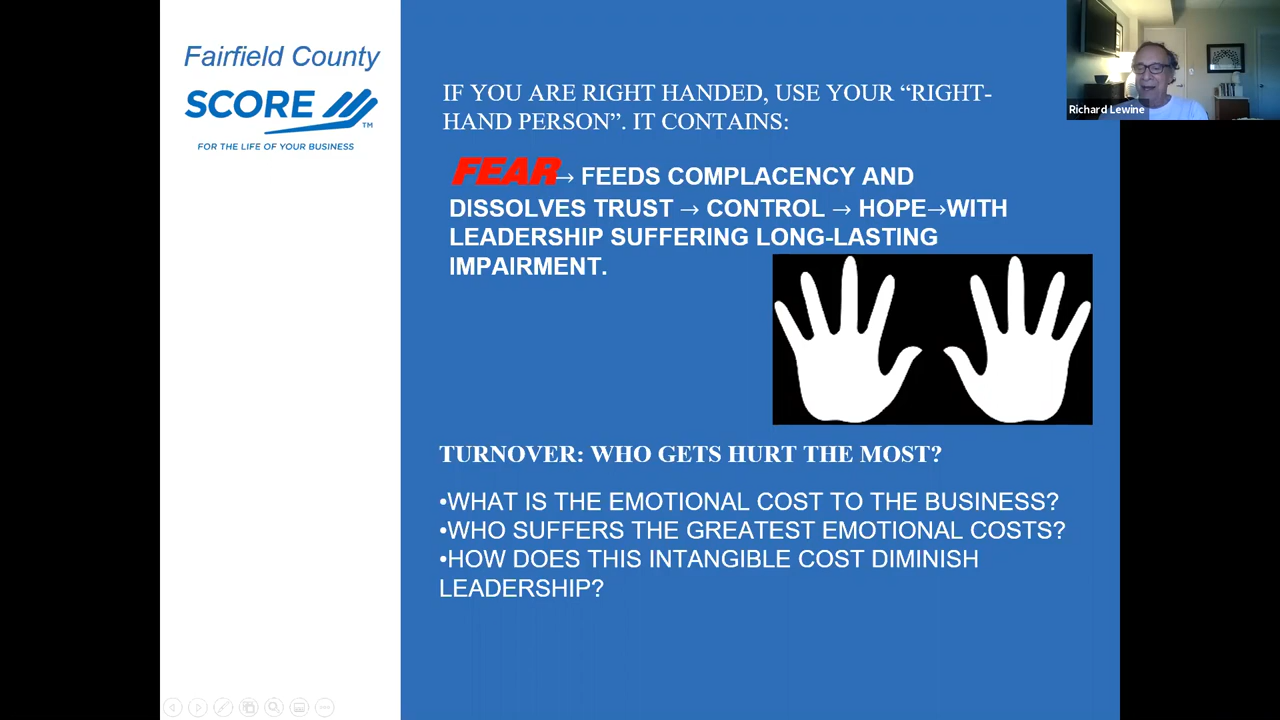 Fairfield County
SCORE
TM
FOR THE LIFE OF YOUR BUSINESS
IF YOU ARE RIGHT HANDED, USE YOUR “RIGHT-
HAND PERSON”. IT CONTAINS:
FEAR→ FEEDS COMPLACENCY AND
DISSOLVES TRUST → CONTROL → HOPE→WITH
LEADERSHIP SUFFERING LONG-LASTING
IMPAIRMENT.
TURNOVER: WHO GETS HURT THE MOST?
•WHAT IS THE EMOTIONAL COST TO THE BUSINESS?
•WHO SUFFERS THE GREATEST EMOTIONAL COSTS?
•HOW DOES THIS INTANGIBLE COST DIMINISH
LEADERSHIP?
Richard Lewine